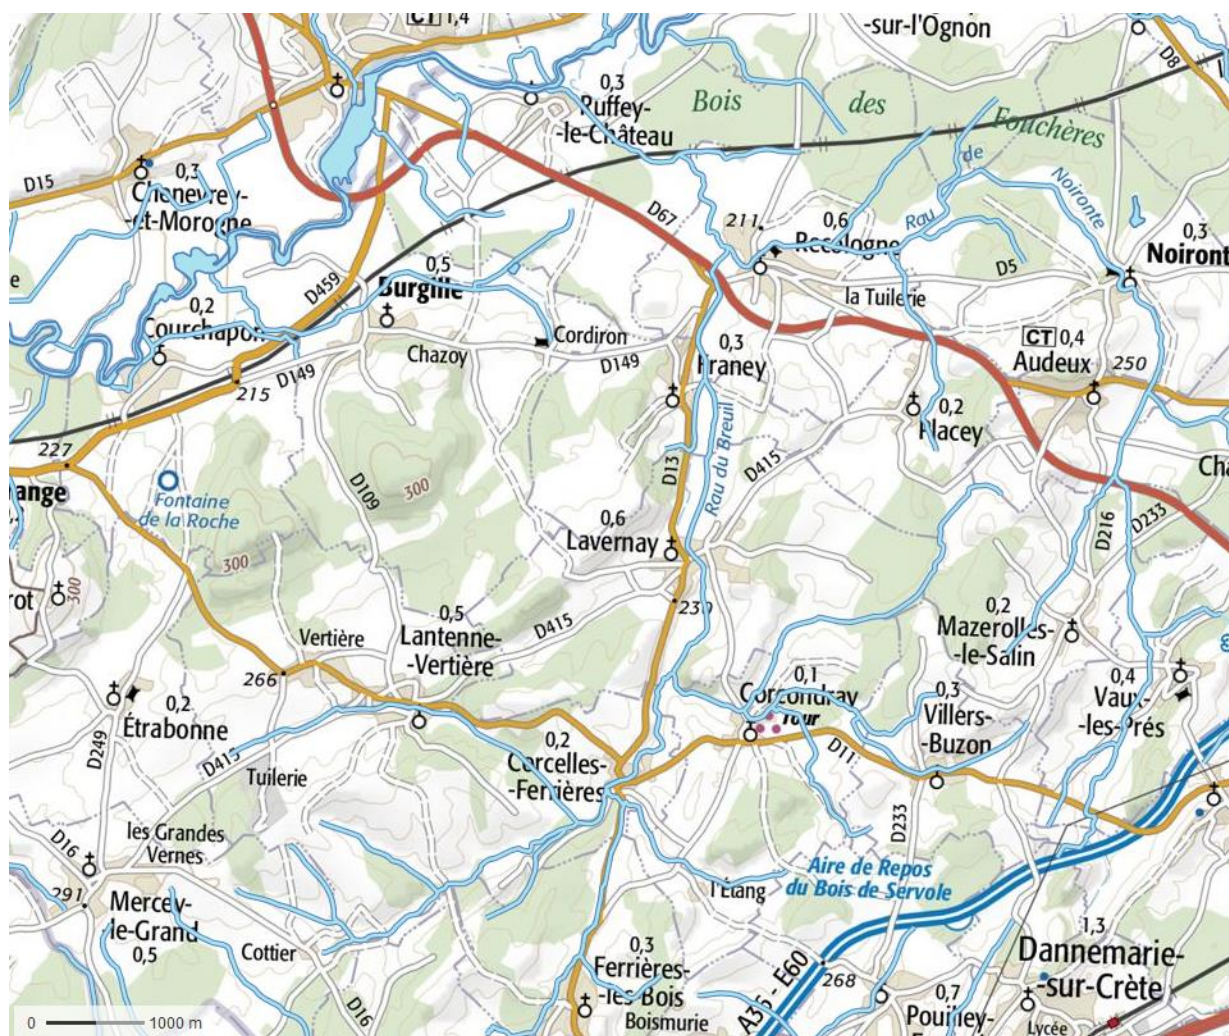 CT 1,4
-sur-l'Ognon
D8
0,3
Ruffey-
-le-Château
Bois des Fouchères
D15
0,3
Chenevrey-
-et-Morogne
D67
211
0,6
Recologne
Rau de Noironte
0,3
Noiront
D459
0,5
Burgille
D5
la Tuilerie
0,2
Courchapon
Cordiron
Chazoy
D149
D149
0,3
Franey
CT 0,4
Audeux
250
215
0,2
Placey
227
ange
Fontaine
de la Roche
D109
300
D13
Rau du Breuil
D415
Cha
D216
D233
300
300
rot
0,6
Lavernay
230
0,5
Lantenne-
-Vertière
Vertière
D415
0,2
Mazerolles-
-le-Salin
266
0,1
Corcondray
Tour
0,3
Villers-
-Buzon
0,4
Vaux-
-les-Prés
0,2
Étrabonne
D249
D415
Tuilerie
0,2
Corcelles-
-Ferrières
D11
D233
D16
les Grandes
Vernes
l'Étang
Aire de Repos
du Bois de Servole
291
Mercey-
-le-Grand
0,5
Cottier
D16
0,3
Ferrières-
-les Bois
Boismurie
A36 - E60
268
1,3
Dannemarie-
-sur-Crète
0,7
Pouilley-
Lycée
0 1000 m